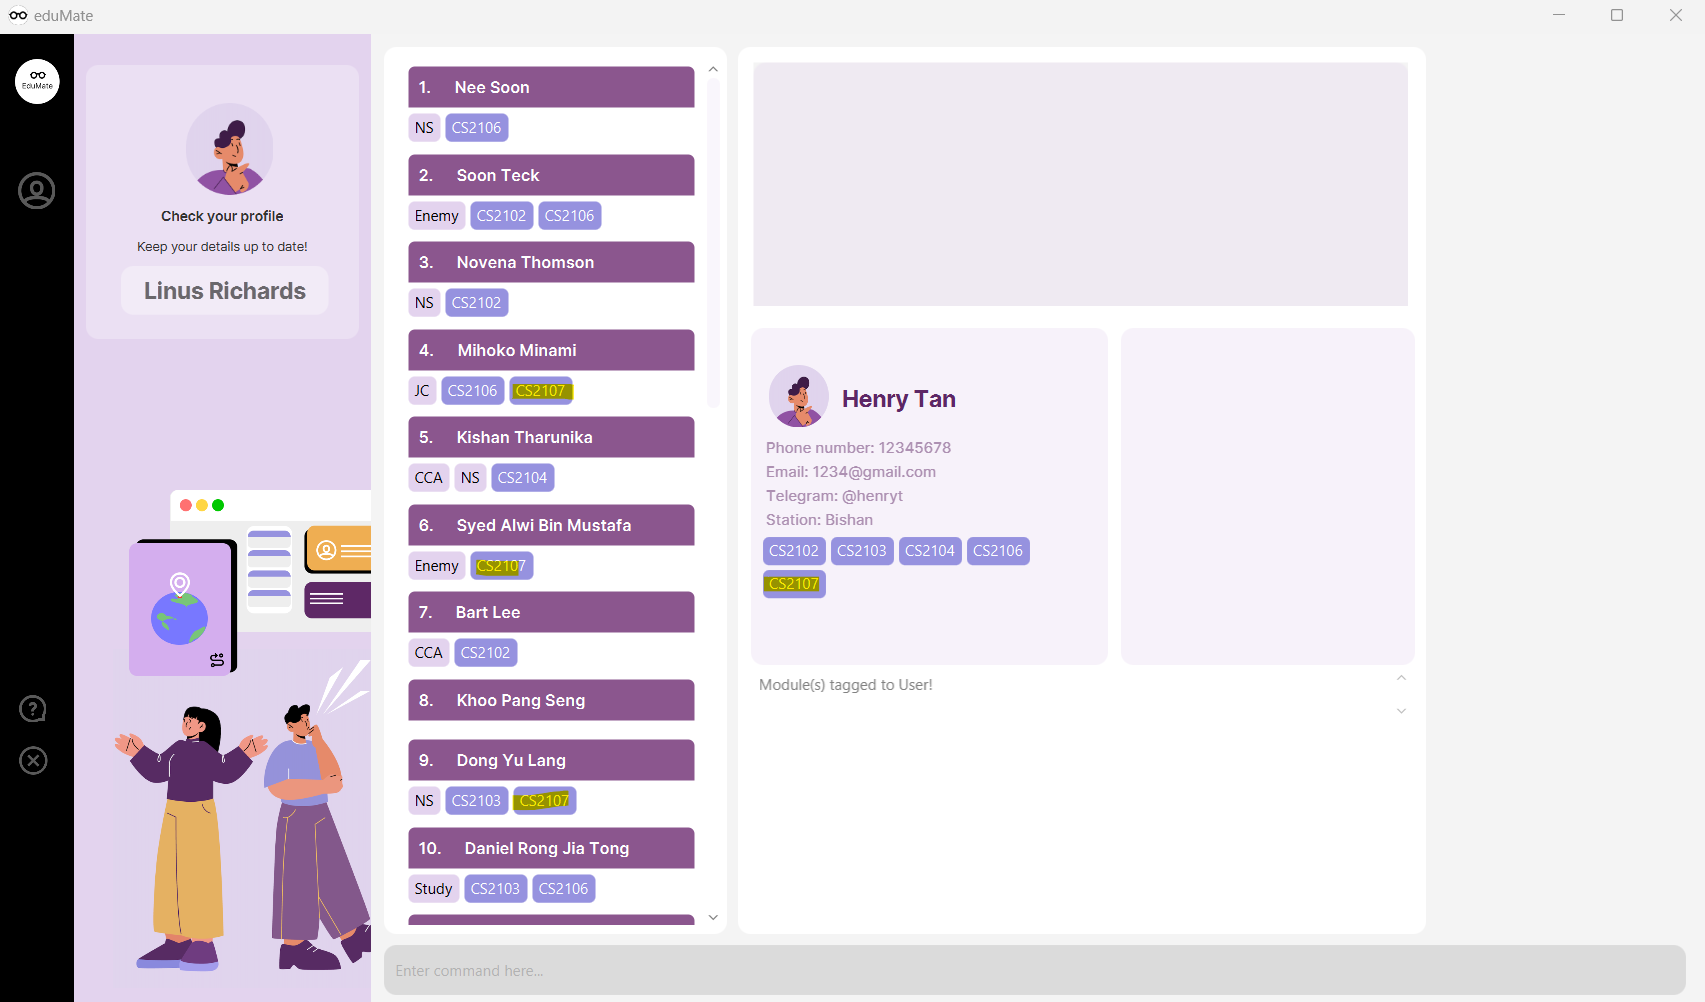 eduMate
EduMate
Check your profile
Keep your details up to date!
Linus Richards
1. Nee Soon
NS CS2106
2. Soon Teck
Enemy CS2102 CS2106
3. Novena Thomson
NS CS2102
4. Mihoko Minami
JC CS2106 CS2107
5. Kishan Tharunika
CCA NS CS2104
6. Syed Alwi Bin Mustafa
Enemy CS2107
7. Bart Lee
CCA CS2102
8. Khoo Pang Seng
9. Dong Yu Lang
NS CS2103 CS2107
10. Daniel Rong Jia Tong
Study CS2103 CS2106
Henry Tan
Phone number: 12345678
Email: 1234@gmail.com
Telegram: @henryt
Station: Bishan
CS2102 CS2103 CS2104 CS2106
CS2107
Module(s) tagged to User!
Enter command here...